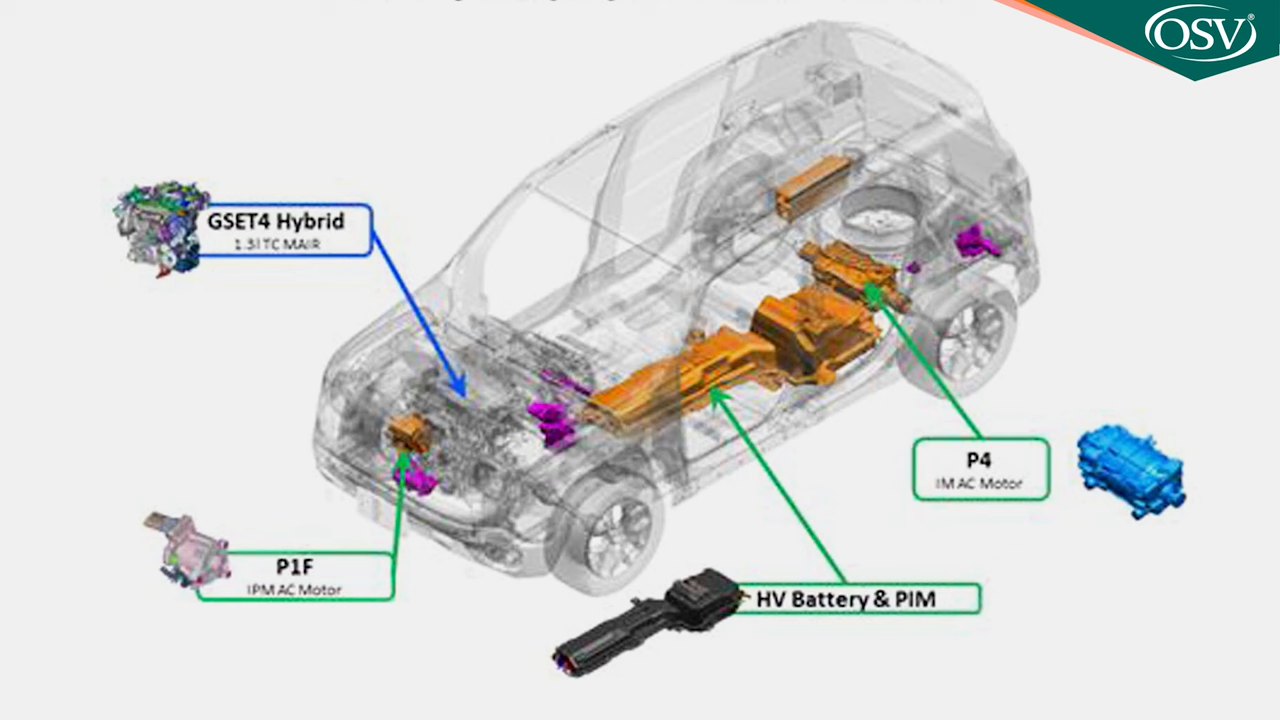 OSV®
GSET4 Hybrid
1.3l TC MAIR
P4
IM AC Motor
P1F
IPM AC Motor
HV Battery & PIM